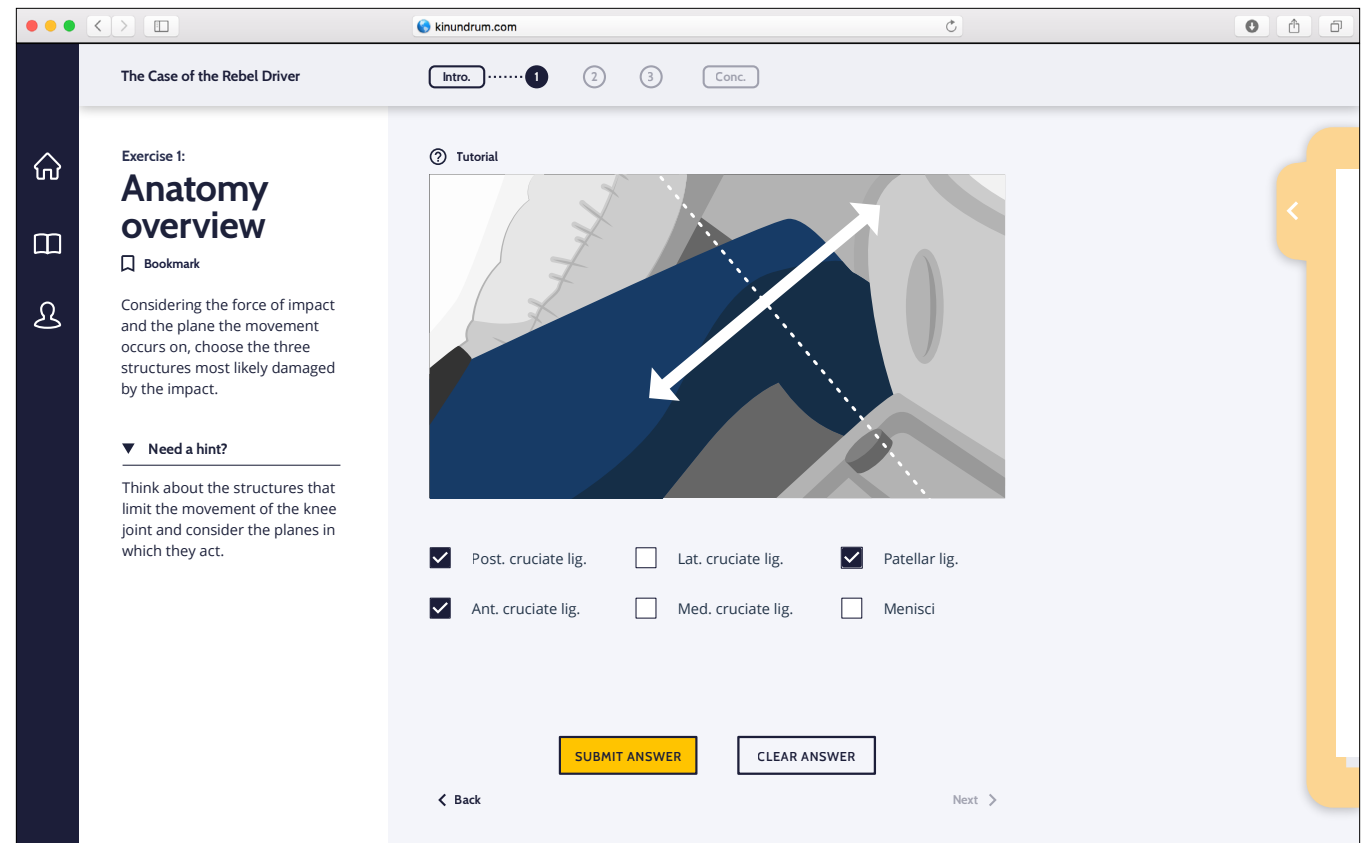 kinundrum.com
The Case of the Rebel Driver
Intro.
1
2
3
Conc.
Exercise 1:
Anatomy
overview
Bookmark
Considering the force of impact
and the plane the movement
occurs on, choose the three
structures most likely damaged
by the impact.
Need a hint?
Think about the structures that
limit the movement of the knee
joint and consider the planes in
which they act.
? Tutorial
Post. cruciate lig.
Lat. cruciate lig.
Patellar lig.
Ant. cruciate lig.
Med. cruciate lig.
Menisci
SUBMIT ANSWER
CLEAR ANSWER
Back
Next